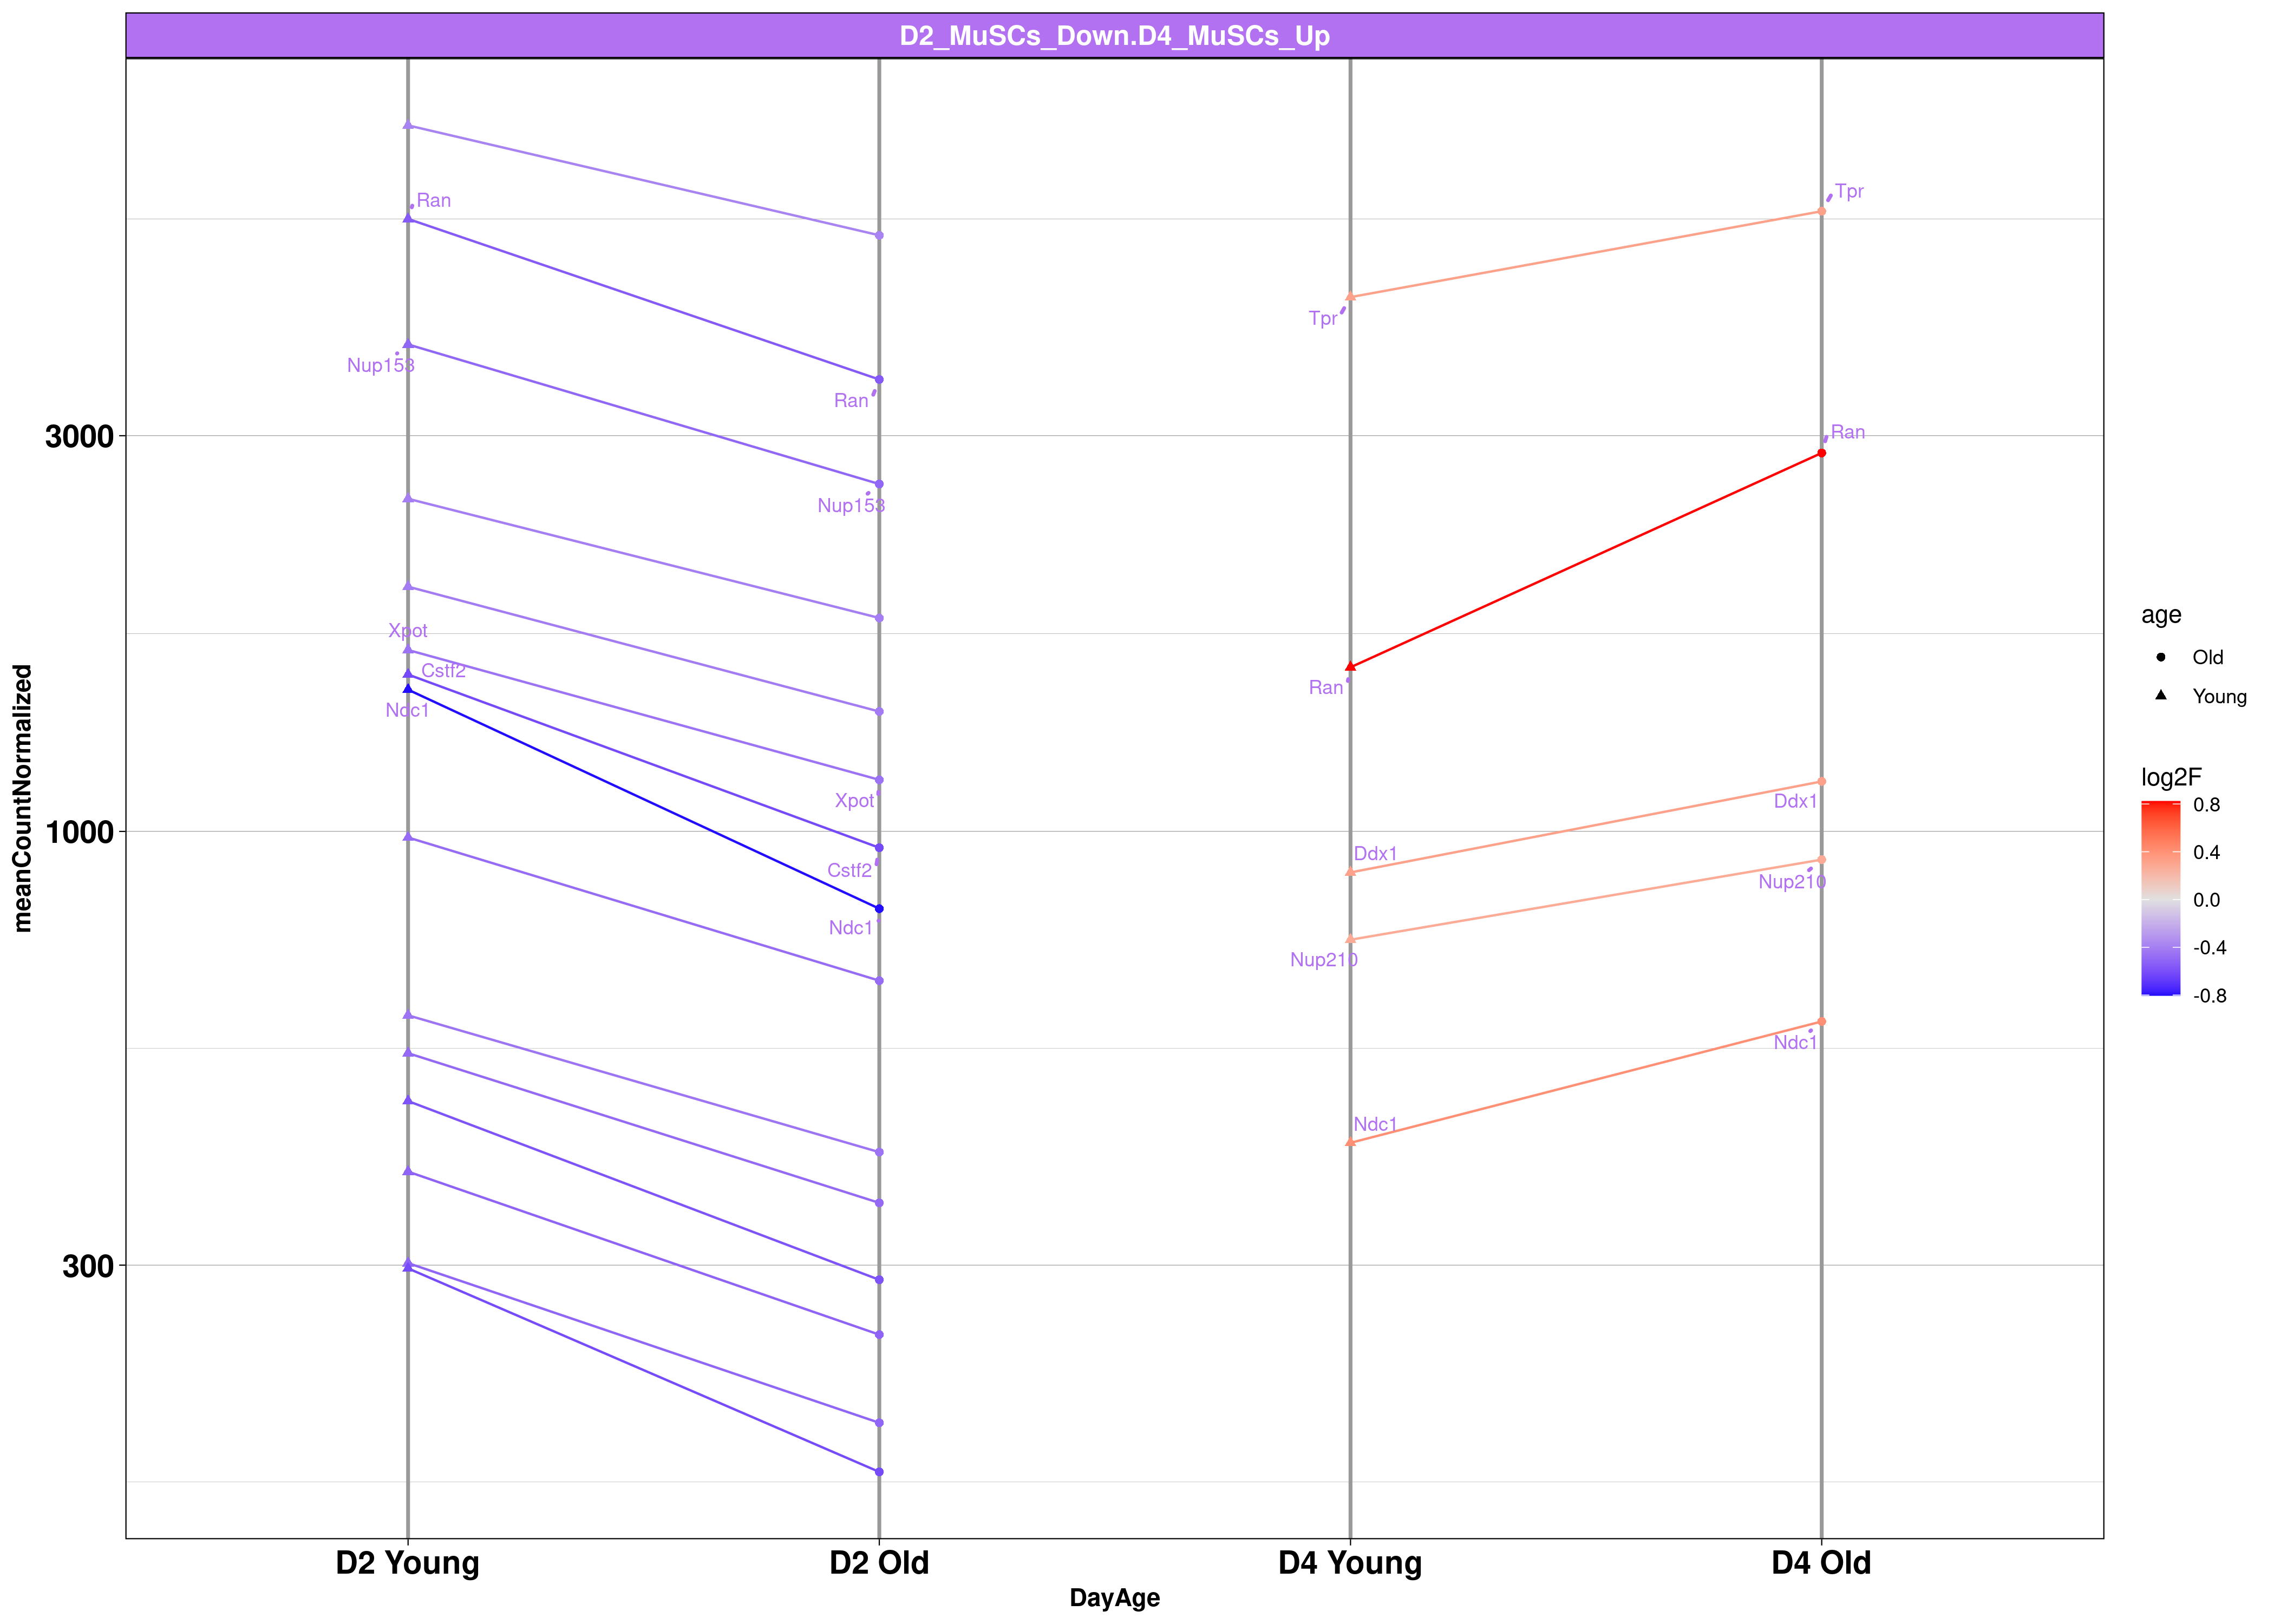 D2_MuSCs_Down.D4_MuSCs_Up
Tpr
Ran
Tpr
Nup153
Ran
Ran
3000
Nup153
Xpot
Cstf2
Ran
Ndc1
Xpot
Ddx1
1000
Ddx1
Cstf2
Nup210
Ndc1
Nup210
Ndc1
Ndc1
300
meanCountNormalized
D2 Young
D2 Old
D4 Young
D4 Old
DayAge
age
Old
Young
log2F
0.8
0.4
0.0
-0.4
-0.8